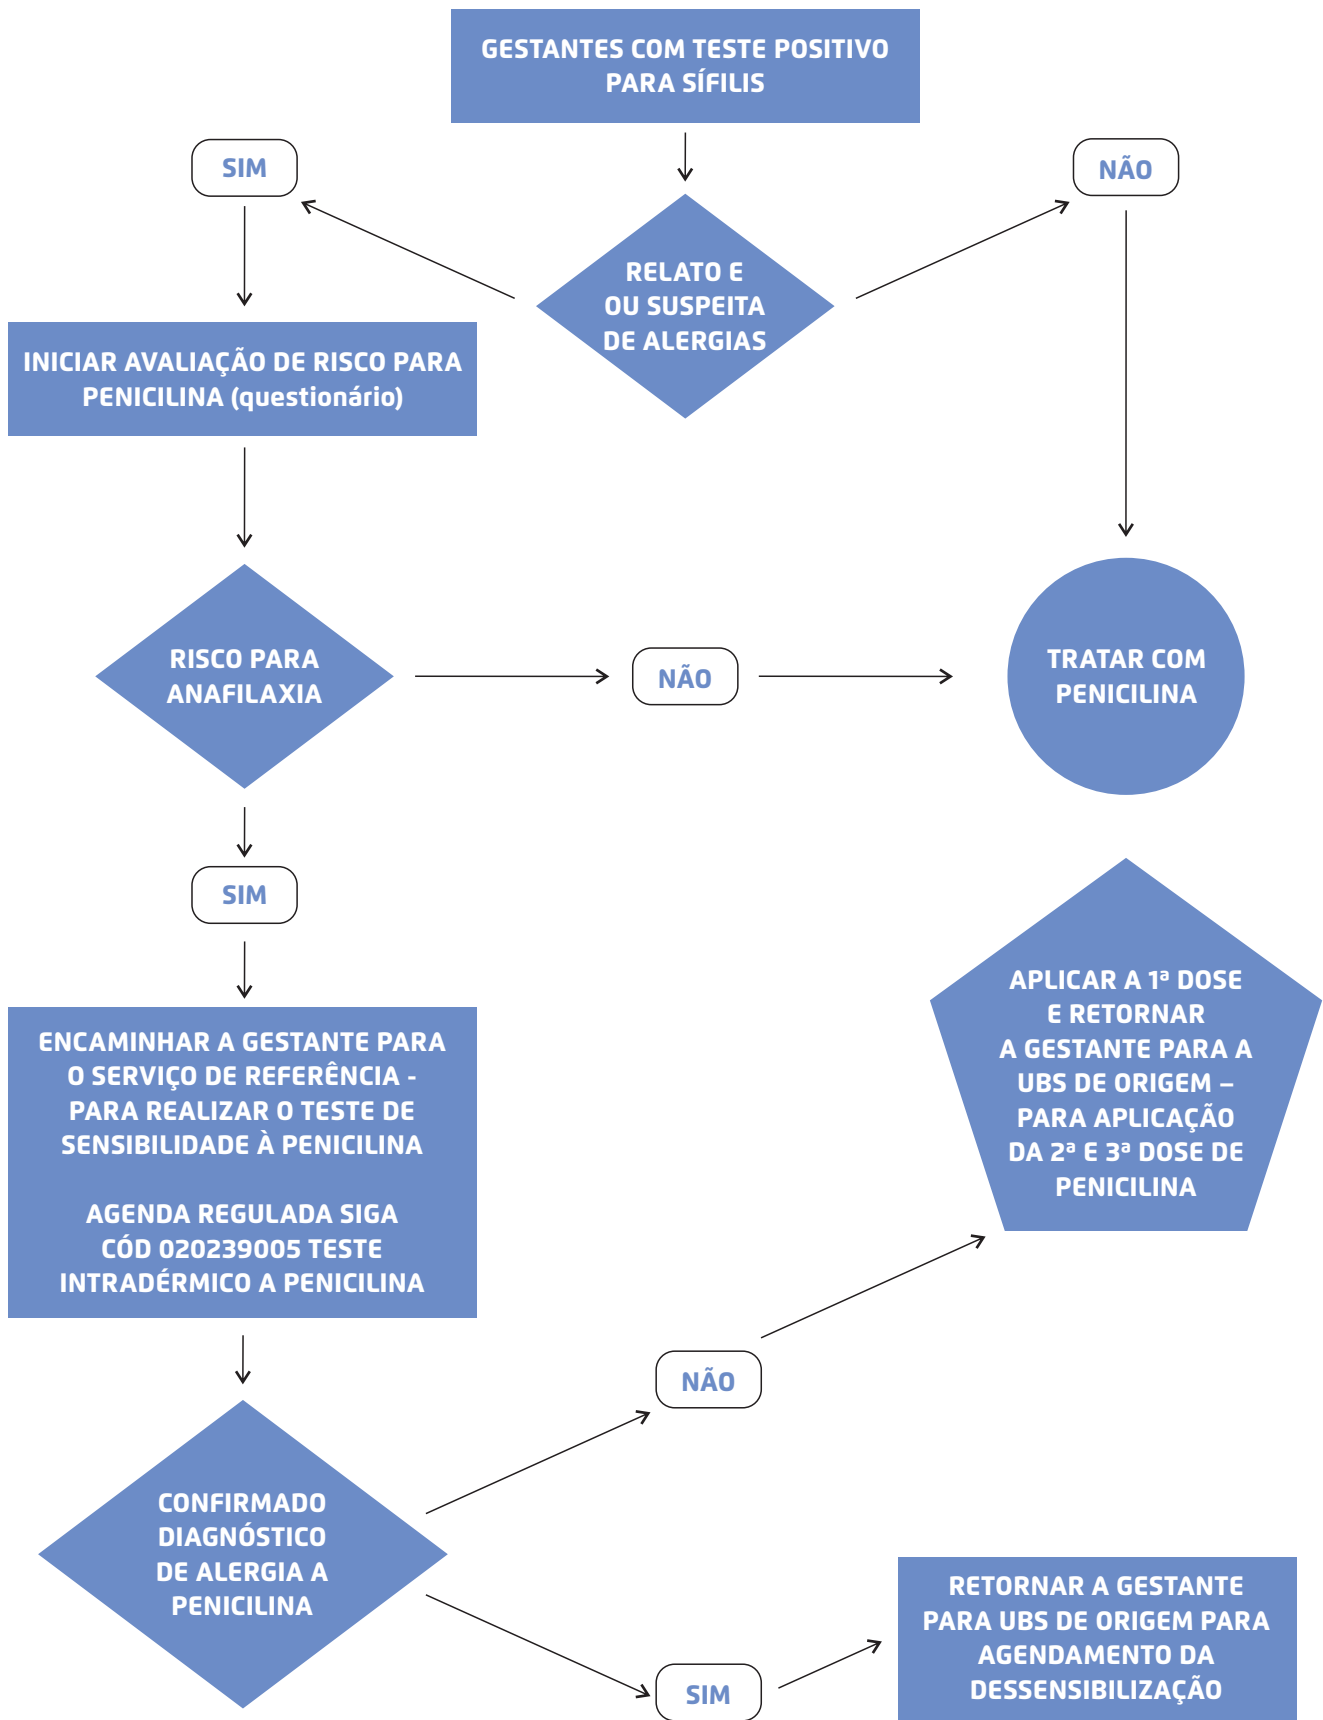 GESTANTES COM TESTE POSITIVO
PARA SÍFILIS
SIM
NÃO
RELATO E
OU SUSPEITA
DE ALERGIAS
INICIAR AVALIAÇÃO DE RISCO PARA
PENICILINA (questionário)
RISCO PARA
ANAFILAXIA
NÃO
TRATAR COM
PENICILINA
SIM
ENCAMINHAR A GESTANTE PARA
O SERVIÇO DE REFERÊNCIA -
PARA REALIZAR O TESTE DE
SENSIBILIDADE À PENICILINA
AGENDA REGULADA SIGA
CÓD 020239005 TESTE
INTRADÉRMICO A PENICILINA
APLICAR A 1ª DOSE
E RETORNAR
A GESTANTE PARA A
UBS DE ORIGEM –
PARA APLICAÇÃO
DA 2ª E 3ª DOSE DE
PENICILINA
NÃO
CONFIRMADO
DIAGNÓSTICO
DE ALERGIA A
PENICILINA
SIM
RETORNAR A GESTANTE
PARA UBS DE ORIGEM PARA
AGENDAMENTO DA
DESSENSIBILIZAÇÃO